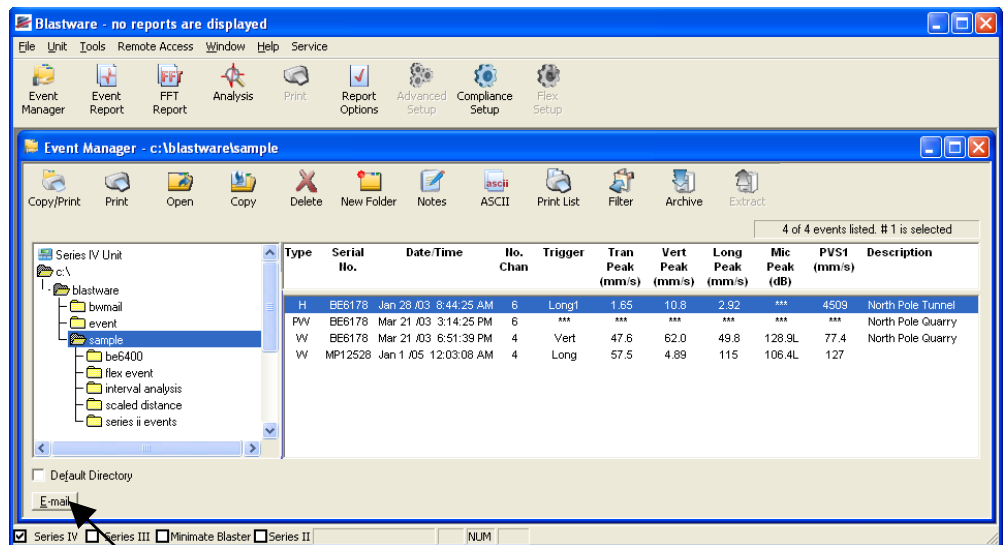 Blastware - no reports are displayed
File Unit Tools Remote Access Window Help Service
Event Manager
Event Report
FFT Report
Analysis
Print
Report Options
Advanced Setup
Compliance Setup
Flex Setup
Event Manager - c:\blastware\sample
Copy/Print Print Open Copy Delete New Folder Notes ASCII Print List Filter Archive Extract
4 of 4 events listed. # 1 is selected
Series IV Unit
c:\
blastware
bwmail
event
sample
be6400
flex event
interval analysis
scaled distance
series ii events
Type Serial No. Date/Time No. Chan Trigger Tran Peak (mm/s) Vert Peak (mm/s) Long Peak (mm/s) Mic Peak (dB) PVS1 (mm/s) Description
H BE6178 Jan 28 /03 8:44:25 AM 6 Long1 1.65 10.8 2.92 *** 4509 North Pole Tunnel
PW BE6178 Mar 21 /03 3:14:25 PM 6 *** *** *** *** *** *** North Pole Quarry
W BE6178 Mar 21 /03 6:51:39 PM 4 Vert 47.6 62.0 49.8 128.9L 77.4 North Pole Quarry
W MP12528 Jan 1 /05 12:03:08 AM 4 Long 57.5 4.89 115 106.4L 127
Default Directory
E-mail
Series IV Series III Minimate Blaster Series II NUM